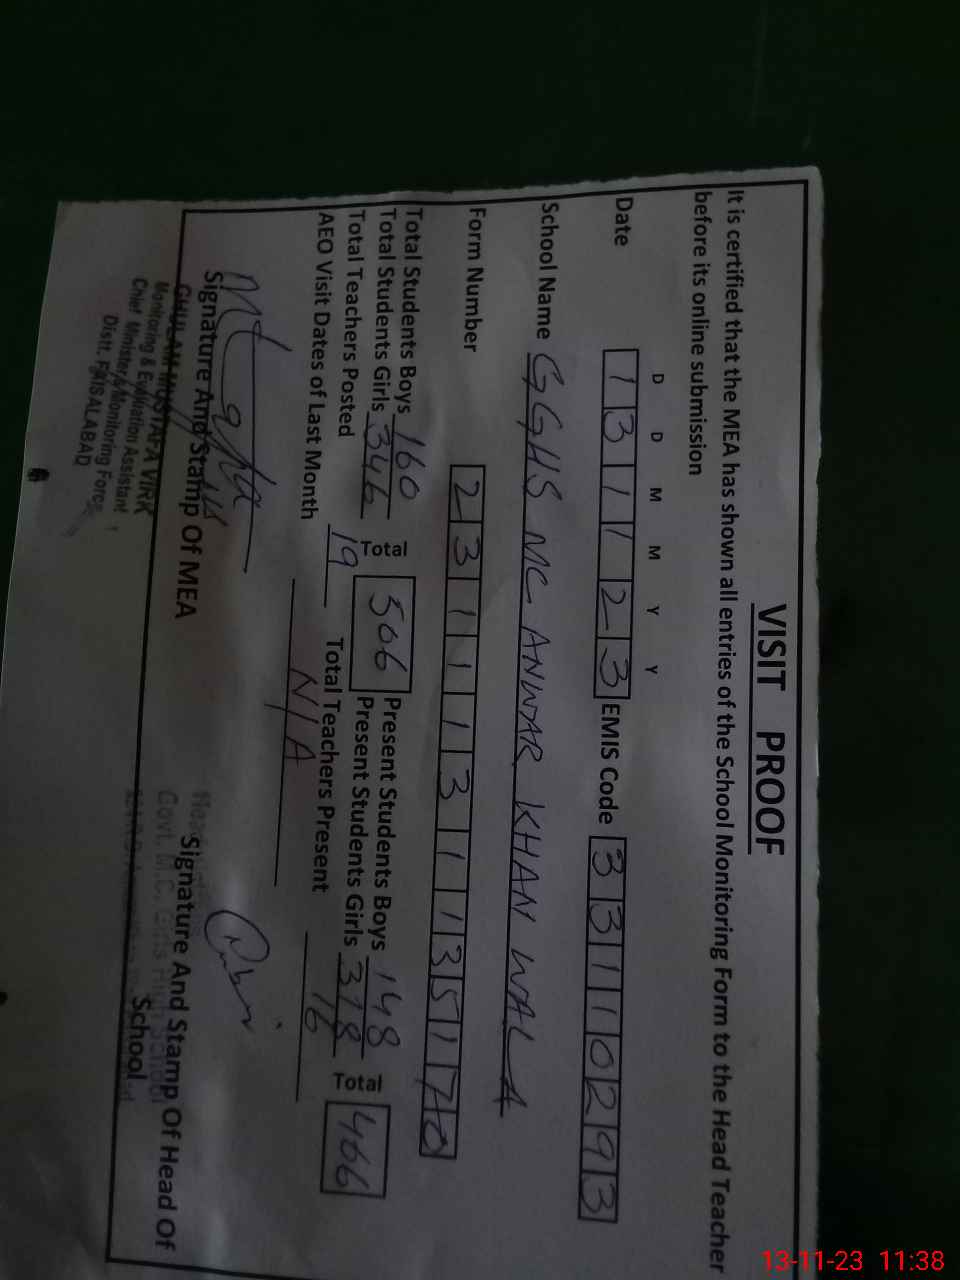 VISIT PROOF
It is certified that the MEA has shown all entries of the School Monitoring Form to the Head Teacher
before its online submission
D D M M Y Y
Date 1 3 1 1 2 3 EMIS Code 3 3 1 1 0 2 9 3
School Name GGHS MC ANWAR KHAN WALA
Form Number 2 3 1 1 1 3 1 1 3 5 1 7 0
Total Students Boys 160 Total 506 Present Students Boys 148 Total 466
Total Students Girls 346 Present Students Girls 318
Total Teachers Posted 19 Total Teachers Present 16
AEO Visit Dates of Last Month N/A
Signature And Stamp Of MEA
GHULAM MUSTAFA VIRK
Monitoring & Evaluation Assistant
Chief Minister's Monitoring Force
Distt. FAISALABAD
Signature And Stamp Of Head Of
School
Govt. M.C. Girls High School
13-11-23 11:38